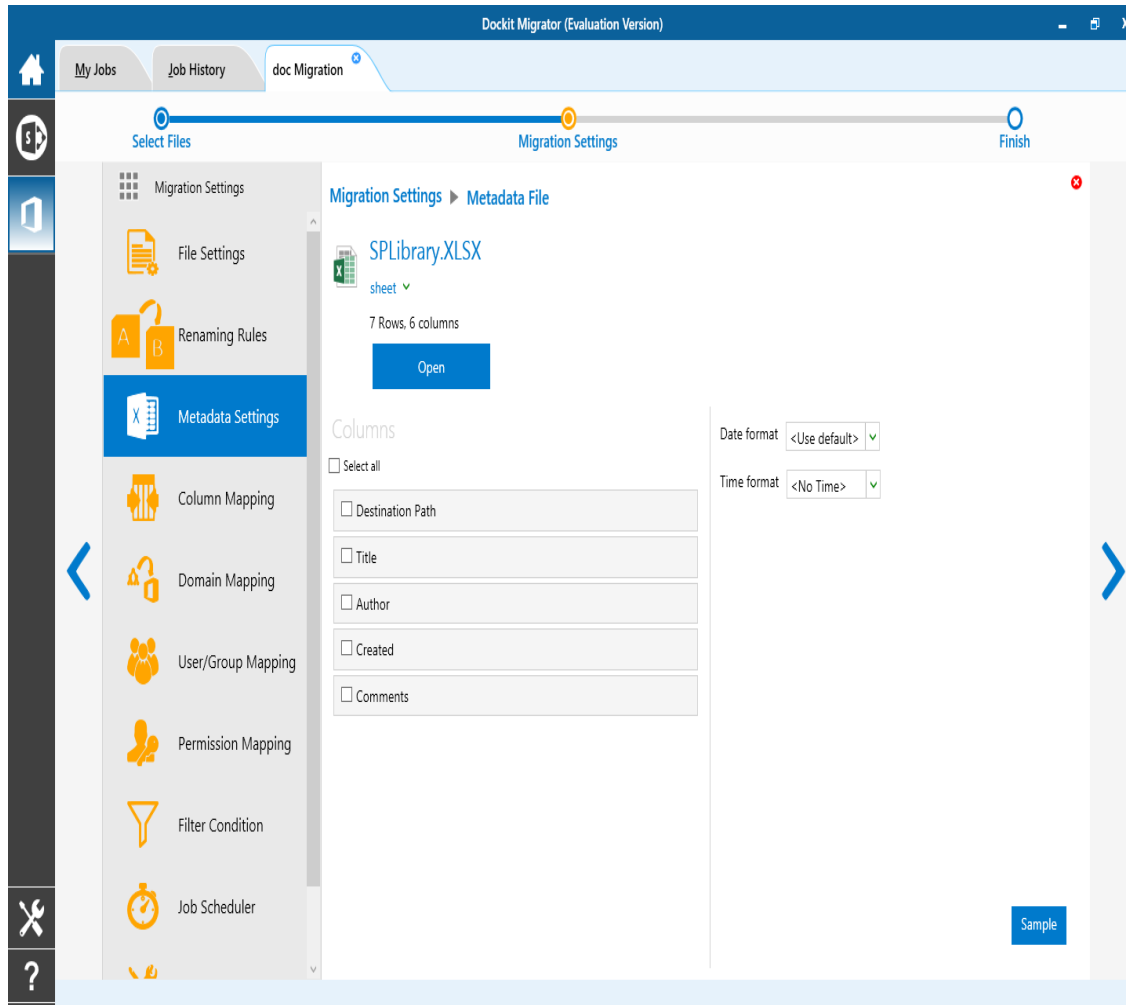 Dockit Migrator (Evaluation Version)
My Jobs
Job History
doc Migration
Select Files
Migration Settings
Finish
Migration Settings
File Settings
A
B
Renaming Rules
X
Metadata Settings
Column Mapping
Domain Mapping
User/Group Mapping
Permission Mapping
Filter Condition
Job Scheduler
Migration Settings ▶ Metadata File
SPLibrary.XLSX
sheet
7 Rows, 6 columns
Open
Columns
Select all
Destination Path
Title
Author
Created
Comments
Date format <Use default>
Time format <No Time>
Sample
S
?